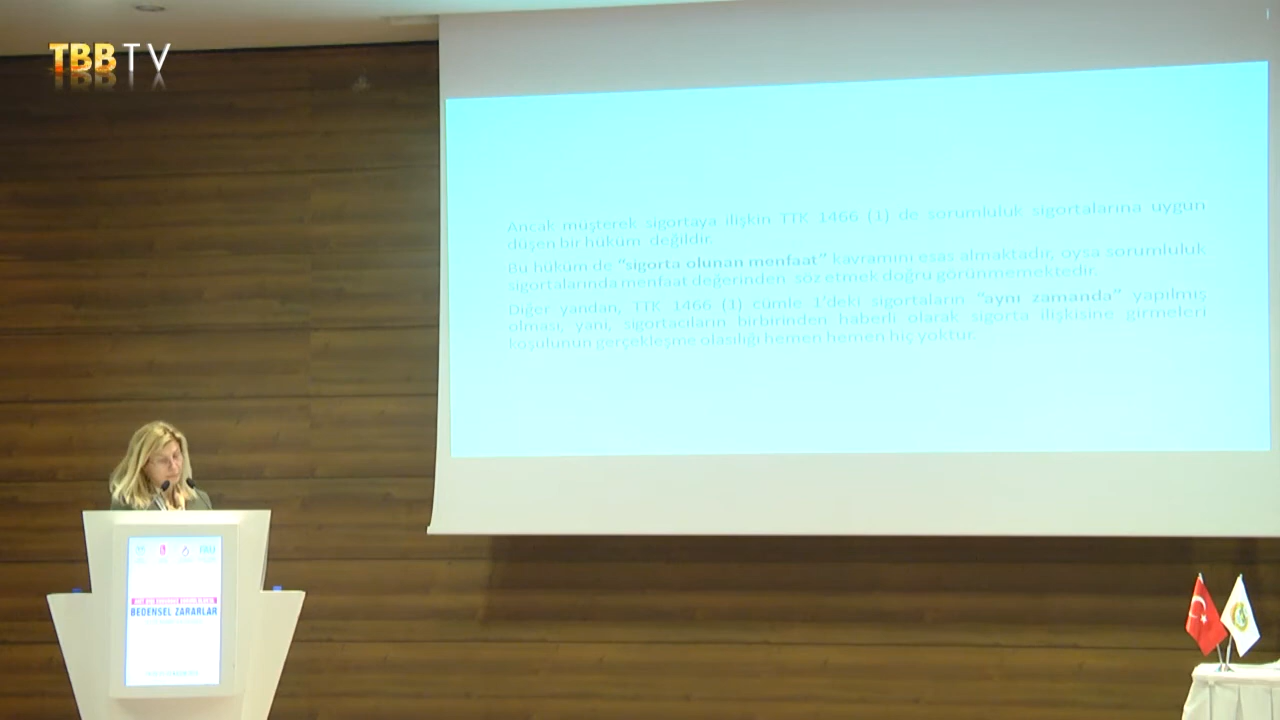 TBB TV
Ancak müşterek sigortaya ilişkin TTK 1466 (1) de sorumluluk sigortalarına uygun
düşen bir hüküm değildir.
Bu hüküm de "sigorta olunan menfaat" kavramını esas almaktadır, oysa sorumluluk
sigortalarında menfaat değerinden söz etmek doğru görünmemektedir.
Diğer yandan, TTK 1466 (1) cümle 1'deki sigortaların "aynı zamanda" yapılmış
olması, yani, sigortacıların birbirinden haberli olarak sigorta ilişkisine girmeleri
koşulunun gerçekleşme olasılığı hemen hemen hiç yoktur.
BEDENSEL ZARARLAR